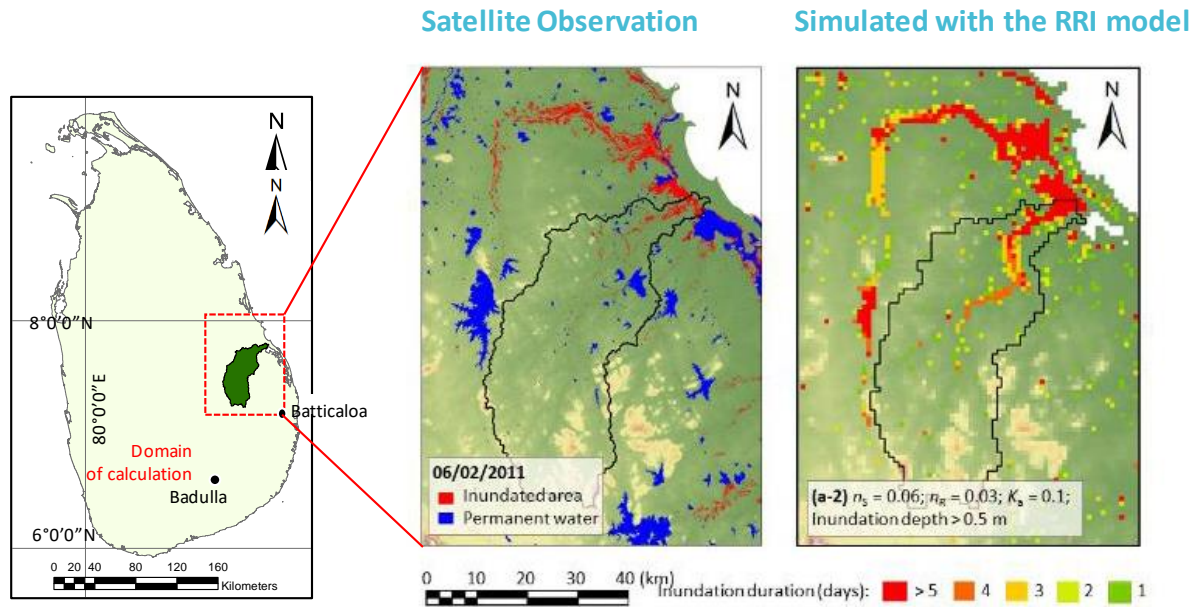 Satellite Observation
Simulated with the RRI model
N
N
8°0'0"N
80°0'0"E
Batticaloa
Domain
of calculation
Badulla
6°0'0"N
0 20 40 80 120 160
Kilometers
N
06/02/2011
Inundated area
Permanent water
0 10 20 30 40 (km)
N
(a-2) nS = 0.06; nR = 0.03; Ka = 0.1;
Inundation depth > 0.5 m
Inundation duration (days): > 5 4 3 2 1